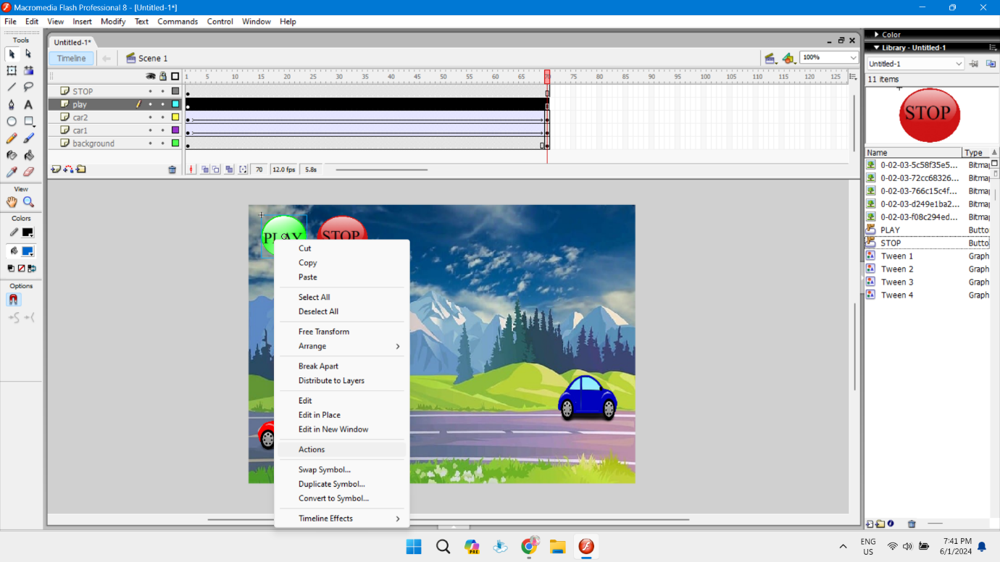 Macromedia Flash Professional 8 - [Untitled-1*]
File Edit View Insert Modify Text Commands Control Window Help
Tools
View
Colors
Options
Untitled-1*
Timeline
Scene 1
100%
1 5 10 15 20 25 30 35 40 45 50 55 60 65 70 75 80 85 90 95 100 105 110 115 120 125
STOP
play
car2
car1
background
70 12.0 fps 5.8s
PLAY STOP
Cut
Copy
Paste
Select All
Deselect All
Free Transform
Arrange
Break Apart
Distribute to Layers
Edit
Edit in Place
Edit in New Window
Actions
Swap Symbol...
Duplicate Symbol...
Convert to Symbol...
Timeline Effects
Color
Library - Untitled-1
Untitled-1
11 items
STOP
Name Type
0-02-03-5c58f35e5... Bitma
0-02-03-72cc68326... Bitma
0-02-03-766c15c4f... Bitma
0-02-03-d249e1ba2... Bitma
0-02-03-f08c294ed... Bitma
PLAY Butto
STOP Butto
Tween 1 Graph
Tween 2 Graph
Tween 3 Graph
Tween 4 Graph
PRE
ENG
US
7:41 PM
6/1/2024